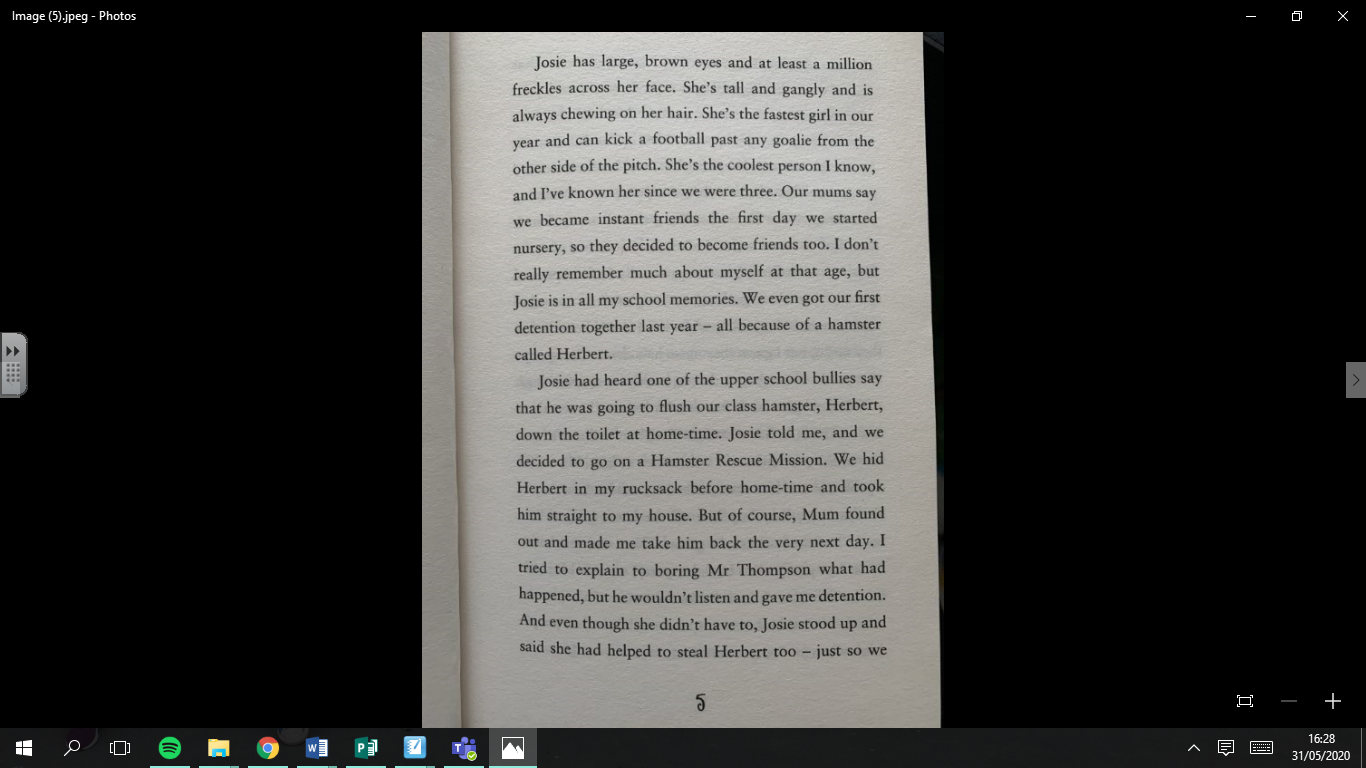 Image (5).jpeg - Photos
Josie has large, brown eyes and at least a million
freckles across her face. She's tall and gangly and is
always chewing on her hair. She's the fastest girl in our
year and can kick a football past any goalie from the
other side of the pitch. She's the coolest person I know,
and I've known her since we were three. Our mums say
we became instant friends the first day we started
nursery, so they decided to become friends too. I don't
really remember much about myself at that age, but
Josie is in all my school memories. We even got our first
detention together last year – all because of a hamster
called Herbert.
Josie had heard one of the upper school bullies say
that he was going to flush our class hamster, Herbert,
down the toilet at home-time. Josie told me, and we
decided to go on a Hamster Rescue Mission. We hid
Herbert in my rucksack before home-time and took
him straight to my house. But of course, Mum found
out and made me take him back the very next day. I
tried to explain to boring Mr Thompson what had
happened, but he wouldn't listen and gave me detention.
And even though she didn't have to, Josie stood up and
said she had helped to steal Herbert too – just so we
5
16:28
31/05/2020